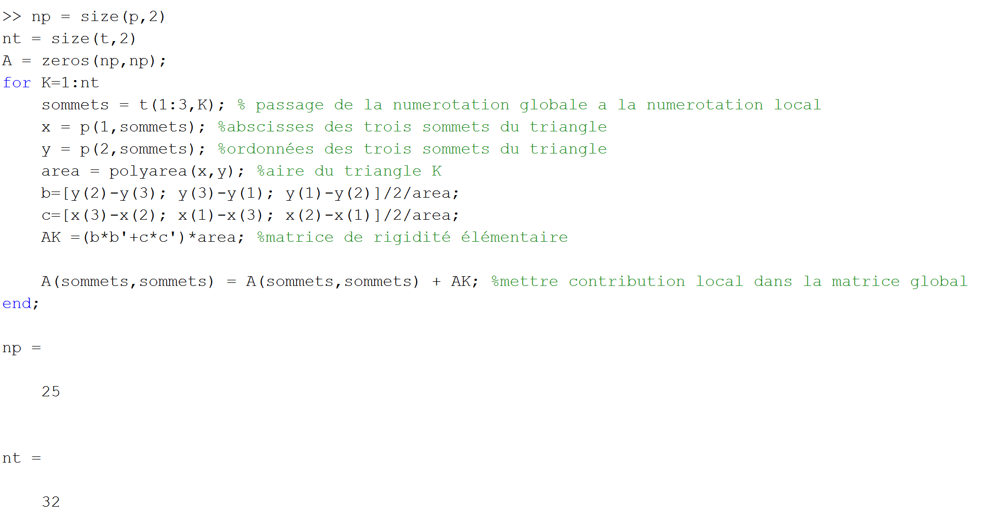 >> np = size(p,2)
nt = size(t,2)
A = zeros(np,np);
for K=1:nt
    sommets = t(1:3,K); % passage de la numerotation globale a la numerotation local
    x = p(1,sommets); %abscisses des trois sommets du triangle
    y = p(2,sommets); %ordonnées des trois sommets du triangle
    area = polyarea(x,y); %aire du triangle K
    b=[y(2)-y(3); y(3)-y(1); y(1)-y(2)]/2/area;
    c=[x(3)-x(2); x(1)-x(3); x(2)-x(1)]/2/area;
    AK =(b*b'+c*c')*area; %matrice de rigidité élémentaire
    A(sommets,sommets) = A(sommets,sommets) + AK; %mettre contribution local dans la matrice global
end;
np =
    25
nt =
    32